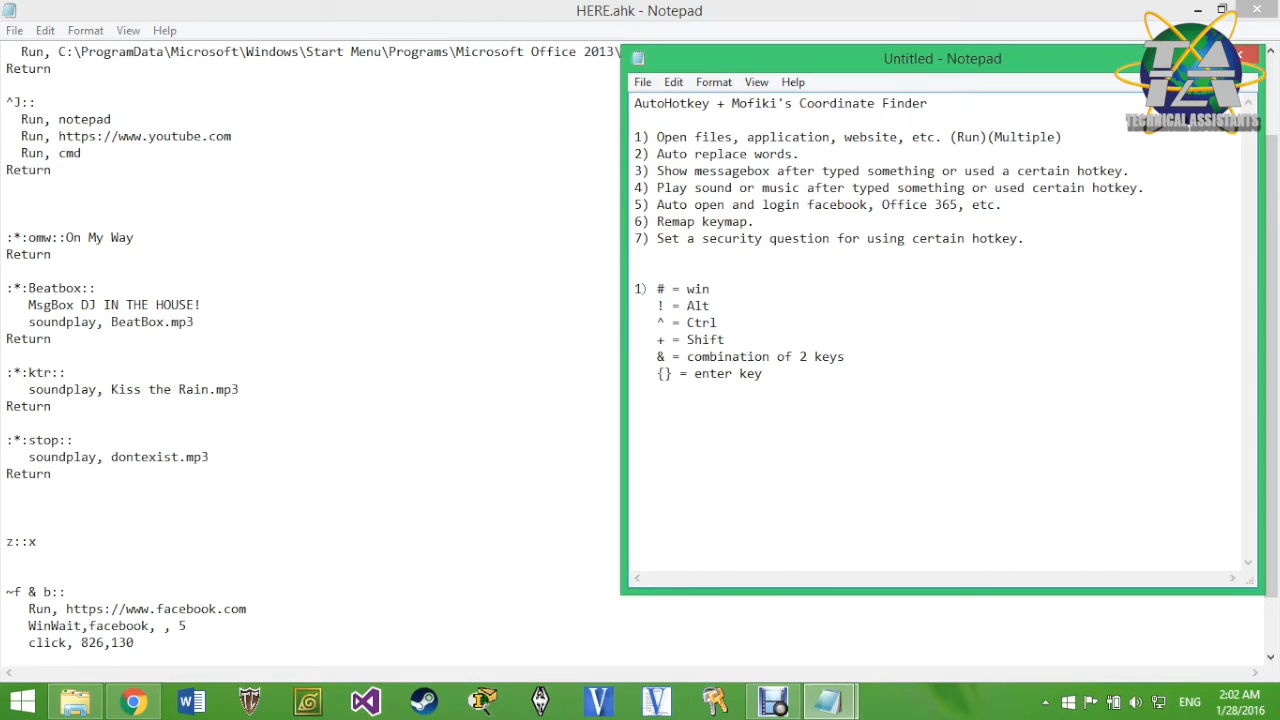 HERE.ahk - Notepad
File Edit Format View Help
Run, C:\ProgramData\Microsoft\Windows\Start Menu\Programs\Microsoft Office 2013\
Return
^J::
Run, notepad
Run, https://www.youtube.com
Run, cmd
Return
:*:omw::On My Way
Return
:*:Beatbox::
MsgBox DJ IN THE HOUSE!
soundplay, BeatBox.mp3
Return
:*:ktr::
soundplay, Kiss the Rain.mp3
Return
:*:stop::
soundplay, dontexist.mp3
Return
z::x
~f & b::
Run, https://www.facebook.com
WinWait,facebook, , 5
click, 826,130
Untitled - Notepad
File Edit Format View Help
AutoHotkey + Mofiki's Coordinate Finder
1) Open files, application, website, etc. (Run)(Multiple)
2) Auto replace words.
3) Show messagebox after typed something or used a certain hotkey.
4) Play sound or music after typed something or used certain hotkey.
5) Auto open and login facebook, Office 365, etc.
6) Remap keymap.
7) Set a security question for using certain hotkey.
1) # = win
! = Alt
^ = Ctrl
+ = Shift
& = combination of 2 keys
{} = enter key
TA
TECHNICAL ASSISTANTS
ENG
2:02 AM
1/28/2016